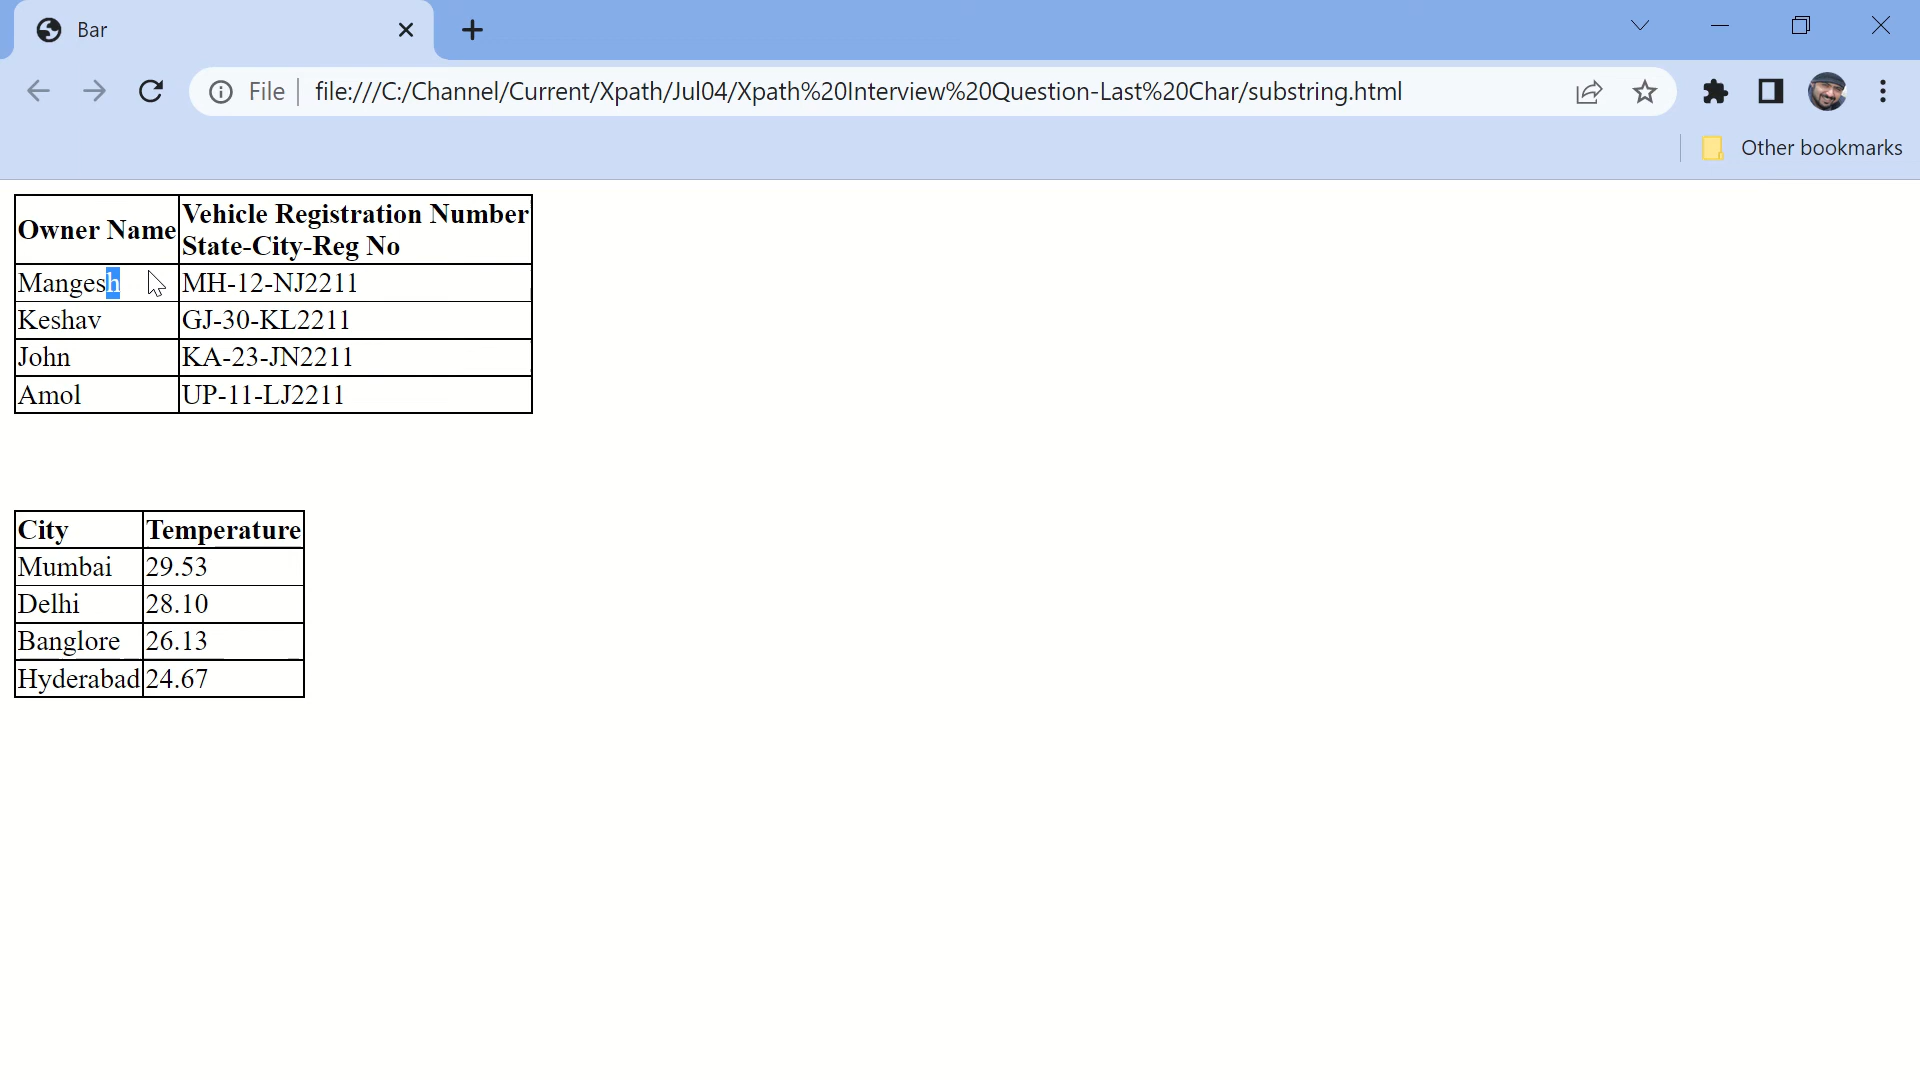 Bar
File file:///C:/Channel/Current/Xpath/Jul04/Xpath%20Interview%20Question-Last%20Char/substring.html
Other bookmarks
Owner Name Vehicle Registration Number
State-City-Reg No
Mangesh MH-12-NJ2211
Keshav GJ-30-KL2211
John KA-23-JN2211
Amol UP-11-LJ2211
City Temperature
Mumbai 29.53
Delhi 28.10
Banglore 26.13
Hyderabad 24.67